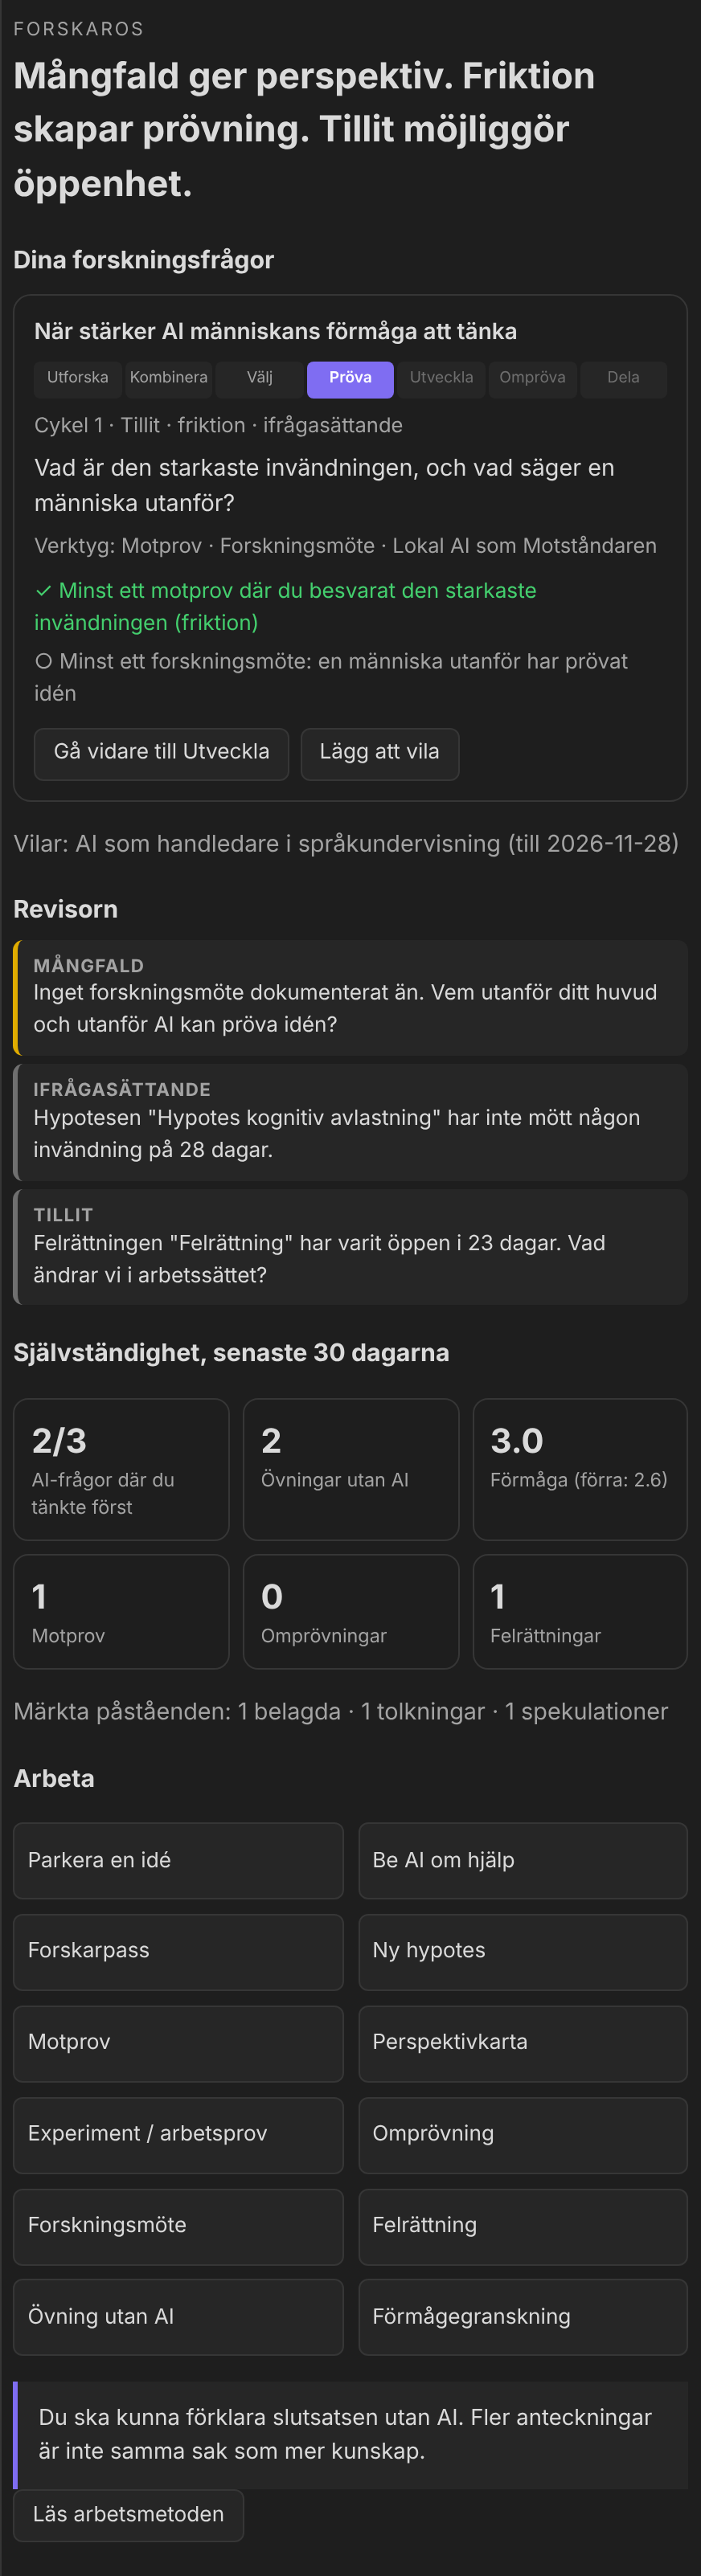 FORSKAROS
Mångfald ger perspektiv. Friktion
skapar prövning. Tillit möjliggör
öppenhet.
Dina forskningsfrågor
När stärker AI människans förmåga att tänka
Utforska Kombinera Välj Pröva Utveckla Ompröva Dela
Cykel 1 · Tillit · friktion · ifrågasättande
Vad är den starkaste invändningen, och vad säger en
människa utanför?
Verktyg: Motprov · Forskningsmöte · Lokal AI som Motståndaren
✓ Minst ett motprov där du besvarat den starkaste
invändningen (friktion)
○ Minst ett forskningsmöte: en människa utanför har prövat
idén
Gå vidare till Utveckla Lägg att vila
Vilar: AI som handledare i språkundervisning (till 2026-11-28)
Revisorn
MÅNGFALD
Inget forskningsmöte dokumenterat än. Vem utanför ditt huvud
och utanför AI kan pröva idén?
IFRÅGASÄTTANDE
Hypotesen "Hypotes kognitiv avlastning" har inte mött någon
invändning på 28 dagar.
TILLIT
Felrättningen "Felrättning" har varit öppen i 23 dagar. Vad
ändrar vi i arbetssättet?
Självständighet, senaste 30 dagarna
2/3 2 3.0
AI-frågor där du Övningar utan AI Förmåga (förra: 2.6)
tänkte först
1 0 1
Motprov Omprövningar Felrättningar
Märkta påståenden: 1 belagda · 1 tolkningar · 1 spekulationer
Arbeta
Parkera en idé Be AI om hjälp
Forskarpass Ny hypotes
Motprov Perspektivkarta
Experiment / arbetsprov Omprövning
Forskningsmöte Felrättning
Övning utan AI Förmågegranskning
Du ska kunna förklara slutsatsen utan AI. Fler anteckningar
är inte samma sak som mer kunskap.
Läs arbetsmetoden